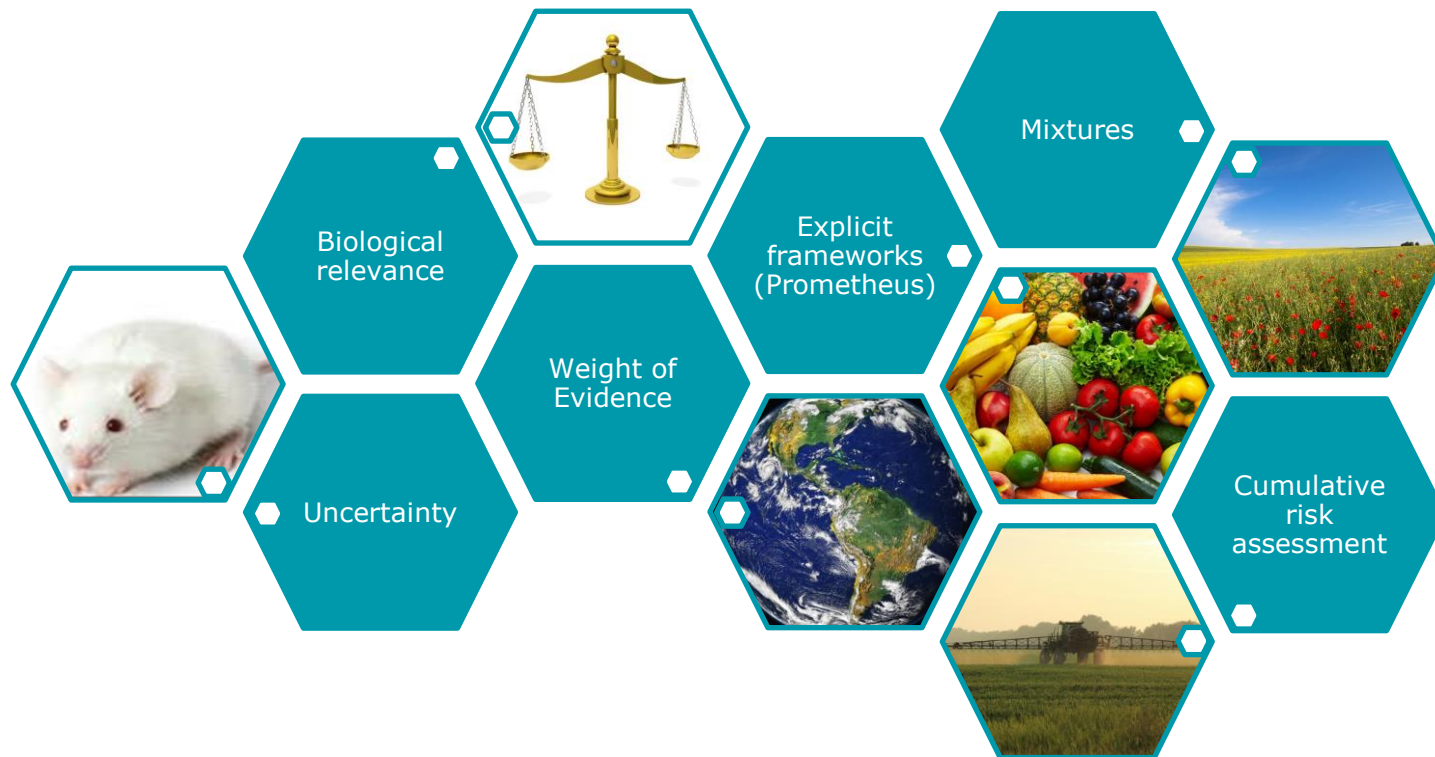 Mixtures
Explicit
frameworks
(Prometheus)
Biological
relevance
Weight of
Evidence
Uncertainty
Cumulative
risk
assessment